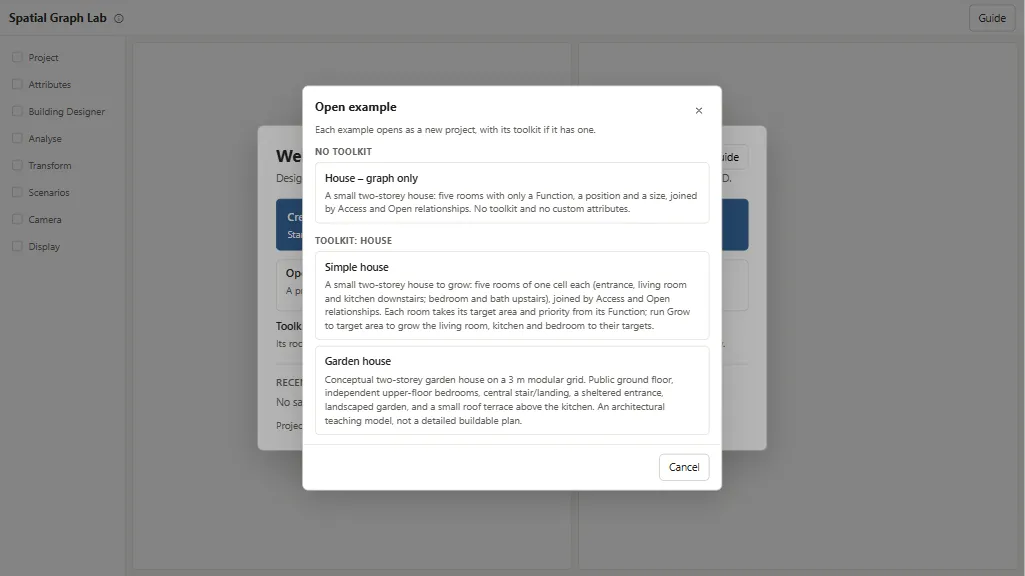 Spatial Graph Lab
Guide
Project
Attributes
Building Designer
Analyse
Transform
Scenarios
Camera
Display
Open example
×
Each example opens as a new project, with its toolkit if it has one.
NO TOOLKIT
House – graph only
A small two-storey house: five rooms with only a Function, a position and a size, joined
by Access and Open relationships. No toolkit and no custom attributes.
TOOLKIT: HOUSE
Simple house
A small two-storey house to grow: five rooms of one cell each (entrance, living room
and kitchen downstairs; bedroom and bath upstairs), joined by Access and Open
relationships. Each room takes its target area and priority from its Function; run Grow
to target area to grow the living room, kitchen and bedroom to their targets.
Garden house
Conceptual two-storey garden house on a 3 m modular grid. Public ground floor,
independent upper-floor bedrooms, central stair/landing, a sheltered entrance,
landscaped garden, and a small roof terrace above the kitchen. An architectural
teaching model, not a detailed buildable plan.
Cancel